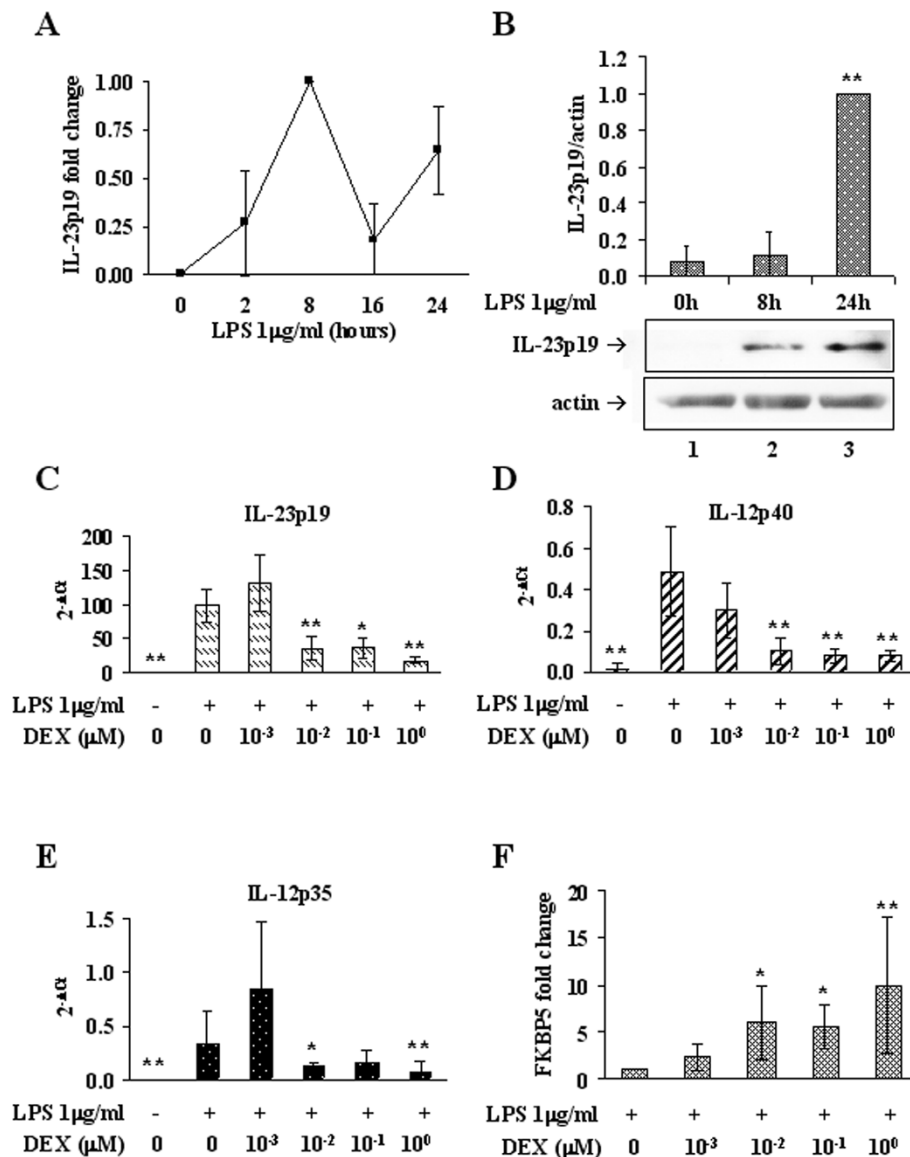 A
IL-23p19 fold change
1.00
0.75
0.50
0.25
0.00
0 2 8 16 24
LPS 1µg/ml (hours)
B
IL-23p19/actin
1.2
1.0
0.8
0.6
0.4
0.2
0.0
**
LPS 1µg/ml 0h 8h 24h
IL-23p19 →
actin →
1 2 3
C
IL-23p19
2-ΔCt
200
150
100
50
0
** ** * **
LPS 1µg/ml - + + + + +
DEX (µM) 0 0 10-3 10-2 10-1 100
D
IL-12p40
2-ΔCt
0.8
0.6
0.4
0.2
0.0
** ** ** **
LPS 1µg/ml - + + + + +
DEX (µM) 0 0 10-3 10-2 10-1 100
E
IL-12p35
2-ΔCt
1.5
1.0
0.5
0.0
** * **
LPS 1µg/ml - + + + + +
DEX (µM) 0 0 10-3 10-2 10-1 100
F
FKBP5 fold change
20
15
10
5
0
* * **
LPS 1µg/ml + + + + +
DEX (µM) 0 10-3 10-2 10-1 100